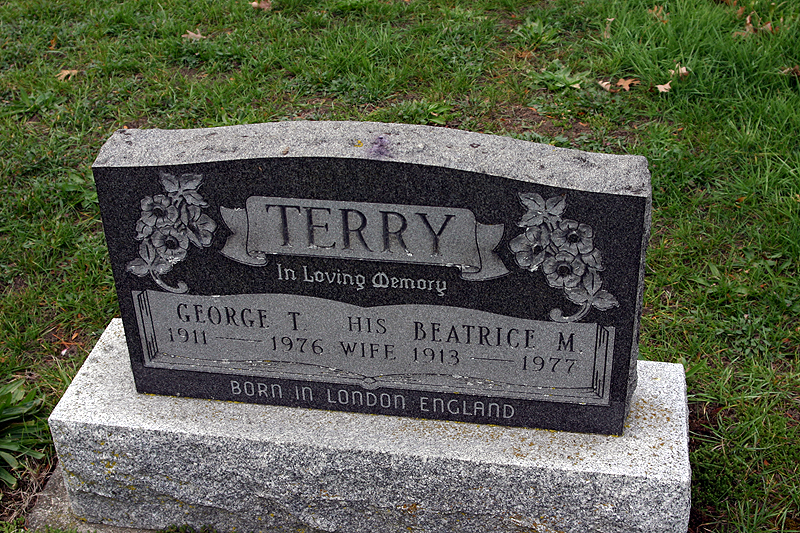 TERRY
In Loving Memory
GEORGE T. HIS BEATRICE M.
1911 — 1976 WIFE 1913 — 1977
BORN IN LONDON ENGLAND